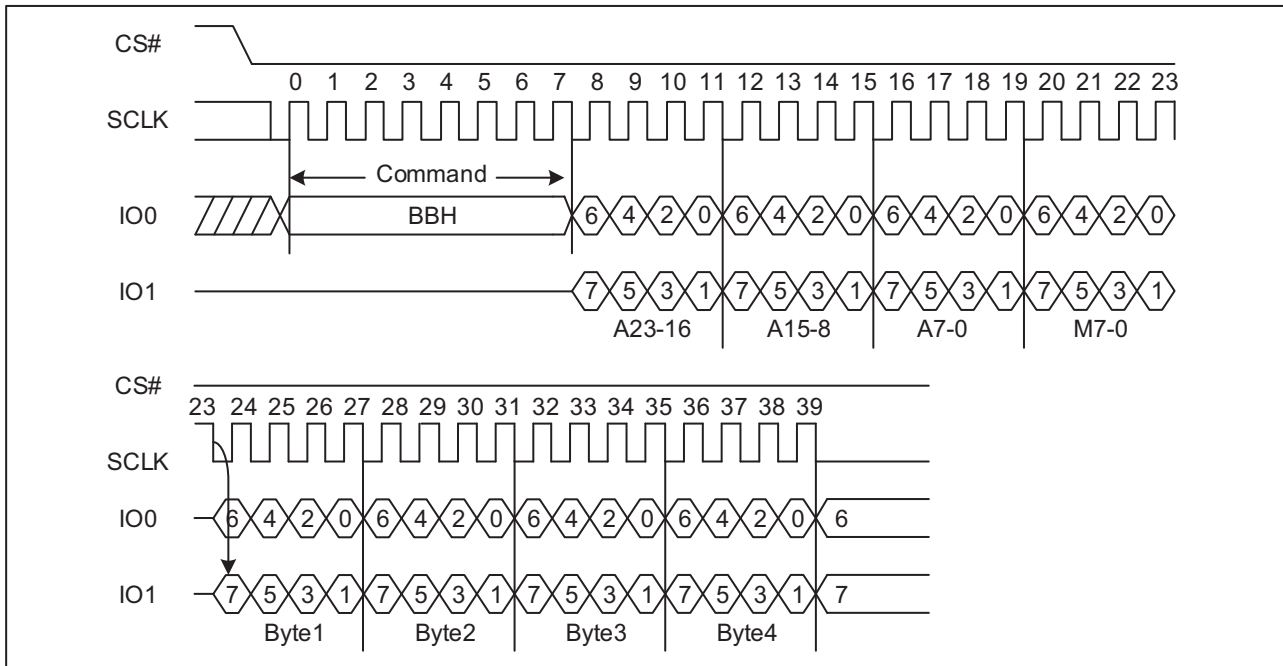 CS#
0 1 2 3 4 5 6 7 8 9 10 11 12 13 14 15 16 17 18 19 20 21 22 23
SCLK
Command
IO0 BBH 6 4 2 0 6 4 2 0 6 4 2 0 6 4 2 0
IO1 7 5 3 1 7 5 3 1 7 5 3 1 7 5 3 1
A23-16 A15-8 A7-0 M7-0
CS#
23 24 25 26 27 28 29 30 31 32 33 34 35 36 37 38 39
SCLK
IO0 6 4 2 0 6 4 2 0 6 4 2 0 6 4 2 0 6
IO1 7 5 3 1 7 5 3 1 7 5 3 1 7 5 3 1 7
Byte1 Byte2 Byte3 Byte4